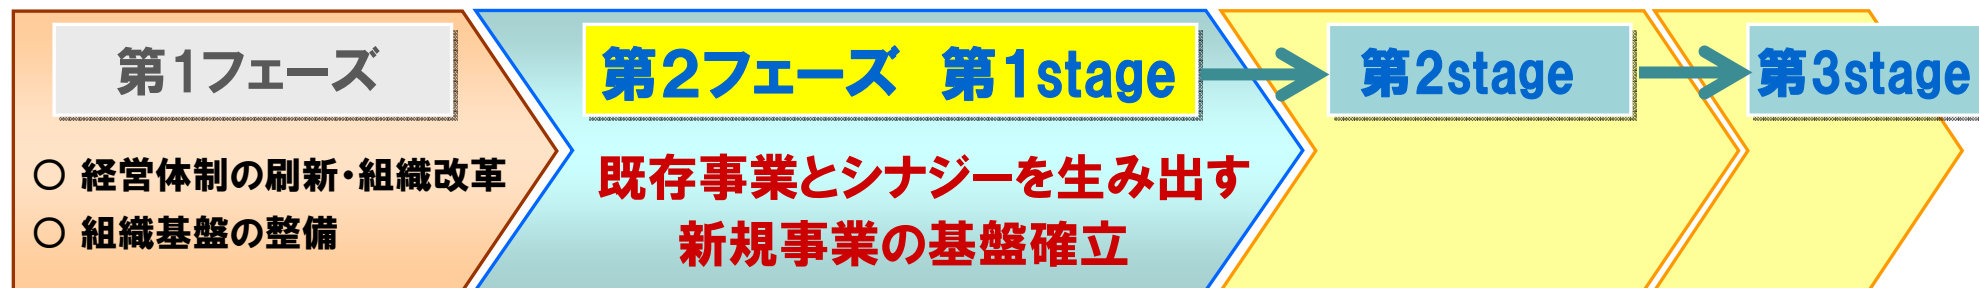 第1フェーズ
第2フェーズ 第1stage
第2stage
第3stage
○ 経営体制の刷新・組織改革
○ 組織基盤の整備
既存事業とシナジーを生み出す
新規事業の基盤確立